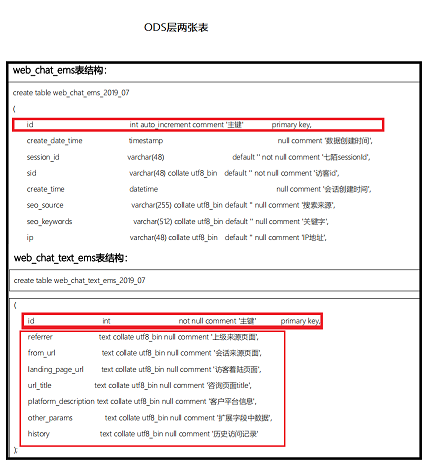 ODS层两张表
web_chat_ems表结构：
create table web_chat_ems_2019_07
(
id int auto_increment comment '主键' primary key,
create_date_time timestamp null comment '数据创建时间',
session_id varchar(48) default '' not null comment '七陌sessionId',
sid varchar(48) collate utf8_bin default '' not null comment '访客id',
create_time datetime null comment '会话创建时间',
seo_source varchar(255) collate utf8_bin default '' null comment '搜索来源',
seo_keywords varchar(512) collate utf8_bin default '' null comment '关键字',
ip varchar(48) collate utf8_bin default '' null comment 'IP地址',
web_chat_text_ems表结构：
create table web_chat_text_ems_2019_07
(
id int not null comment '主键' primary key,
referrer text collate utf8_bin null comment '上级来源页面',
from_url text collate utf8_bin null comment '会话来源页面',
landing_page_url text collate utf8_bin null comment '访客着陆页面',
url_title text collate utf8_bin null comment '咨询页面title',
platform_description text collate utf8_bin null comment '客户平台信息',
other_params text collate utf8_bin null comment '扩展字段中数据',
history text collate utf8_bin null comment '历史访问记录'
);